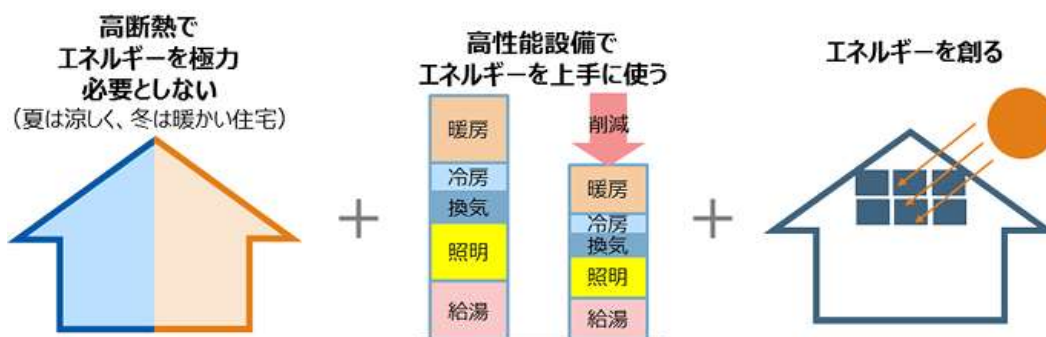 高断熱で
エネルギーを極力
必要としない
（夏は涼しく、冬は暖かい住宅）
高性能設備で
エネルギーを上手に使う
暖房
冷房
換気
照明
給湯
削減
暖房
冷房
換気
照明
給湯
エネルギーを創る